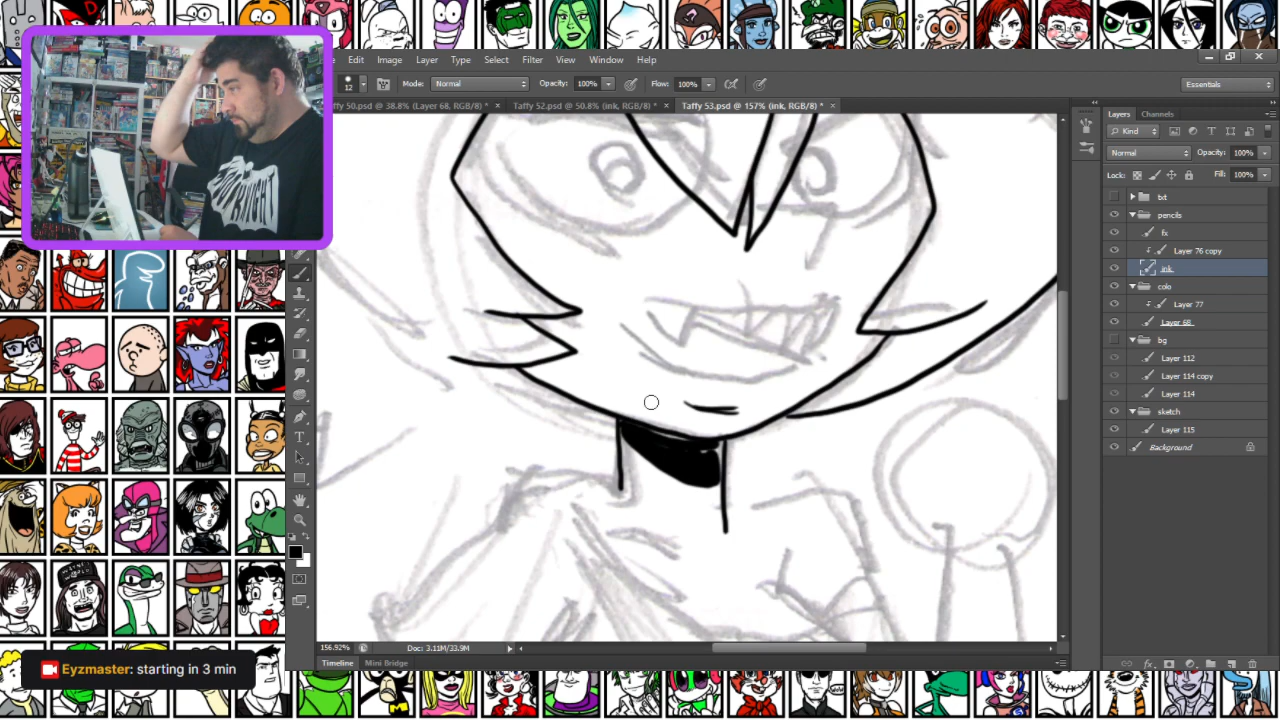 Edit Image Layer Type Select Filter View Window Help
12 Mode: Normal Opacity: 100% Flow: 100% Essentials
ffy 50.psd @ 38.8% (Layer 68, RGB/8) * × Taffy 52.psd @ 50.8% (ink, RGB/8) * × Taffy 53.psd @ 157% (ink, RGB/8) * ×
Layers Channels
Kind
Normal Opacity: 100%
Lock: Fill: 100%
txt
pencils
fx
Layer 76 copy
ink
colo
Layer 77
Layer 68
bg
Layer 112
Layer 114 copy
Layer 114
sketch
Layer 115
Background
KNIGHT
156.92% Doc: 3.11M/33.9M
Timeline Mini Bridge
Eyzmaster: starting in 3 min